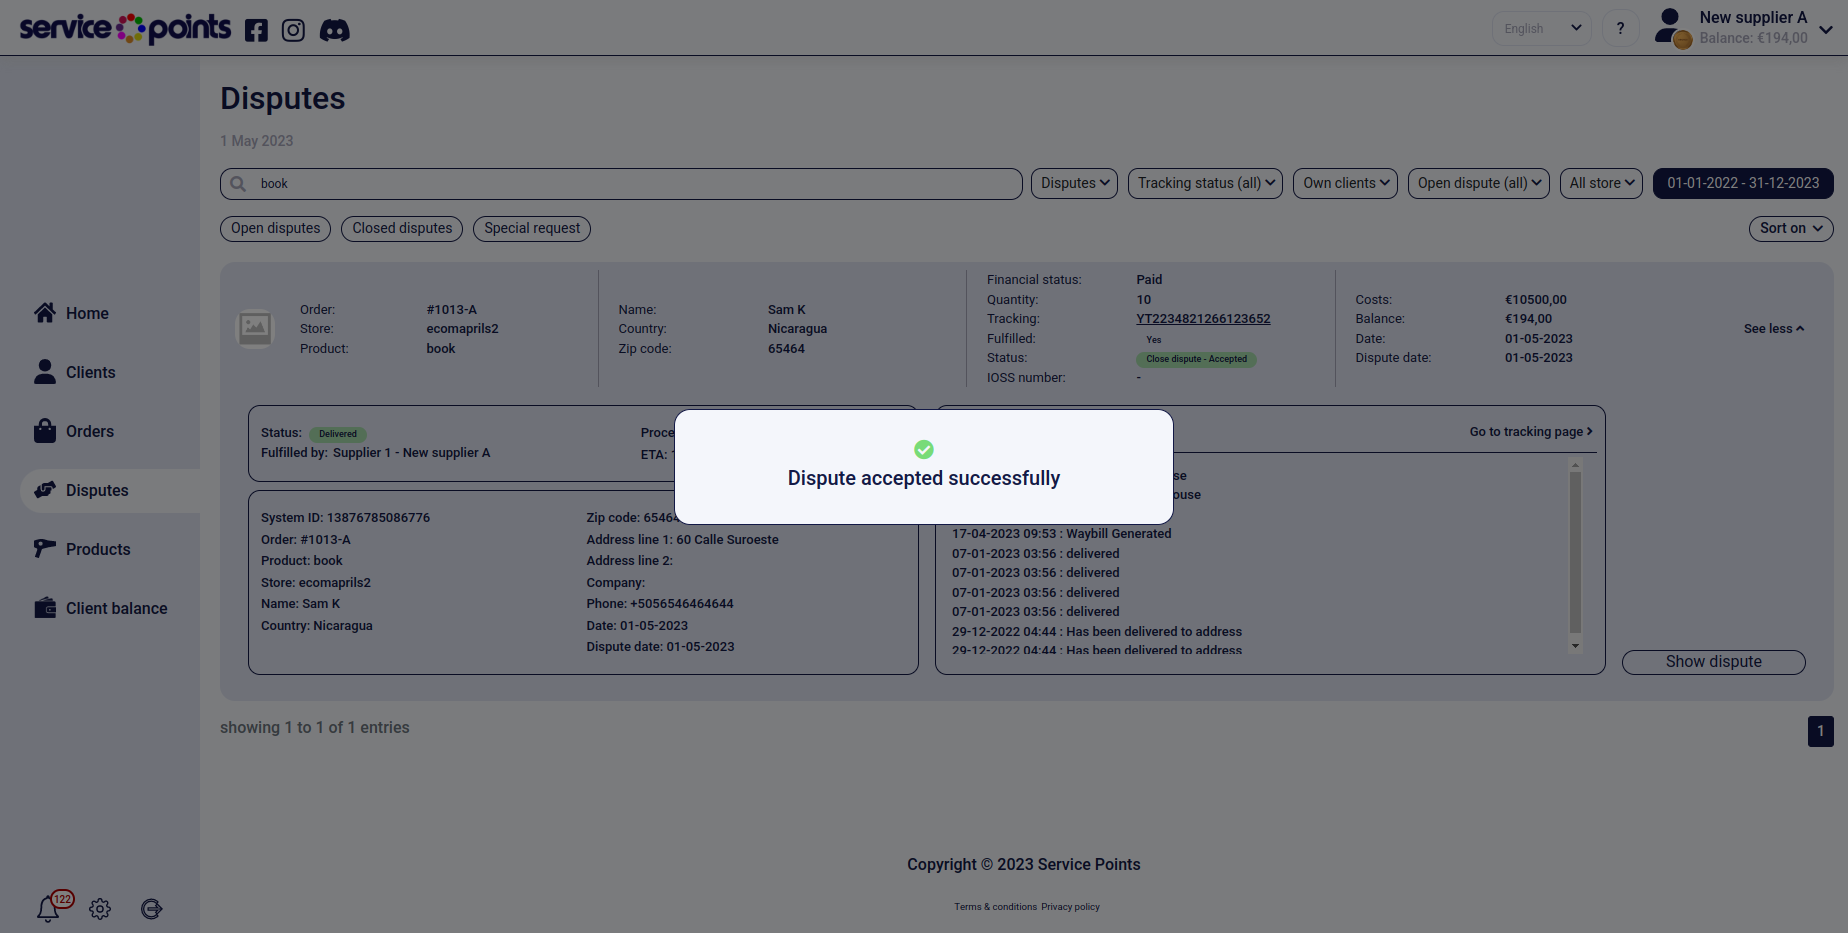 service points
English
?
New supplier A
Balance: €194,00
Disputes
1 May 2023
book
Disputes
Tracking status (all)
Own clients
Open dispute (all)
All store
01-01-2022 - 31-12-2023
Open disputes
Closed disputes
Special request
Sort on
Home
Clients
Orders
Disputes
Products
Client balance
122
Order: #1013-A
Store: ecomaprils2
Product: book
Name: Sam K
Country: Nicaragua
Zip code: 65464
Financial status: Paid
Quantity: 10
Tracking: YT2234821266123652
Fulfilled: Yes
Status: Close dispute - Accepted
IOSS number: -
Costs: €10500,00
Balance: €194,00
Date: 01-05-2023
Dispute date: 01-05-2023
See less
Status: Delivered
Fulfilled by: Supplier 1 - New supplier A
Proce
ETA:
System ID: 13876785086776
Order: #1013-A
Product: book
Store: ecomaprils2
Name: Sam K
Country: Nicaragua
Zip code: 65464
Address line 1: 60 Calle Suroeste
Address line 2:
Company:
Phone: +5056546464644
Date: 01-05-2023
Dispute date: 01-05-2023
Dispute accepted successfully
Go to tracking page
se
ouse
17-04-2023 09:53 : Waybill Generated
07-01-2023 03:56 : delivered
07-01-2023 03:56 : delivered
07-01-2023 03:56 : delivered
07-01-2023 03:56 : delivered
29-12-2022 04:44 : Has been delivered to address
29-12-2022 04:44 : Has been delivered to address
Show dispute
showing 1 to 1 of 1 entries
1
Copyright © 2023 Service Points
Terms & conditions Privacy policy